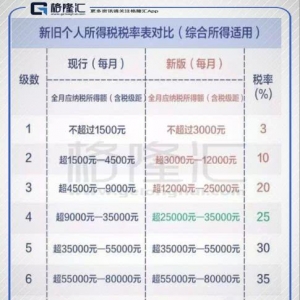 格隆汇 更多资讯请关注格隆汇App
新旧个人所得税税率表对比（综合所得适用）
级数 现行（每月） 新版（每月） 税率(%)
全月应纳税所得额（含税级距） 全月应纳税所得额（含税级距）
1 不超过1500元 不超过3000元 3
2 超1500元—4500元 超3000元—12000元 10
3 超4500元—9000元 超12000元—25000元 20
4 超9000元—35000元 超25000元—35000元 25
5 超35000元—55000元 超35000元—55000元 30
6 超55000元—80000元 超55000元—80000元 35
格隆汇